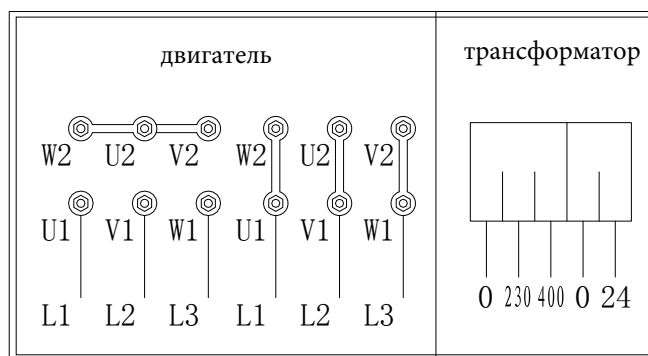 двигатель
трансформатор
W2 U2 V2 W2 U2 V2
U1 V1 W1 U1 V1 W1
L1 L2 L3 L1 L2 L3
0 230 400 0 24